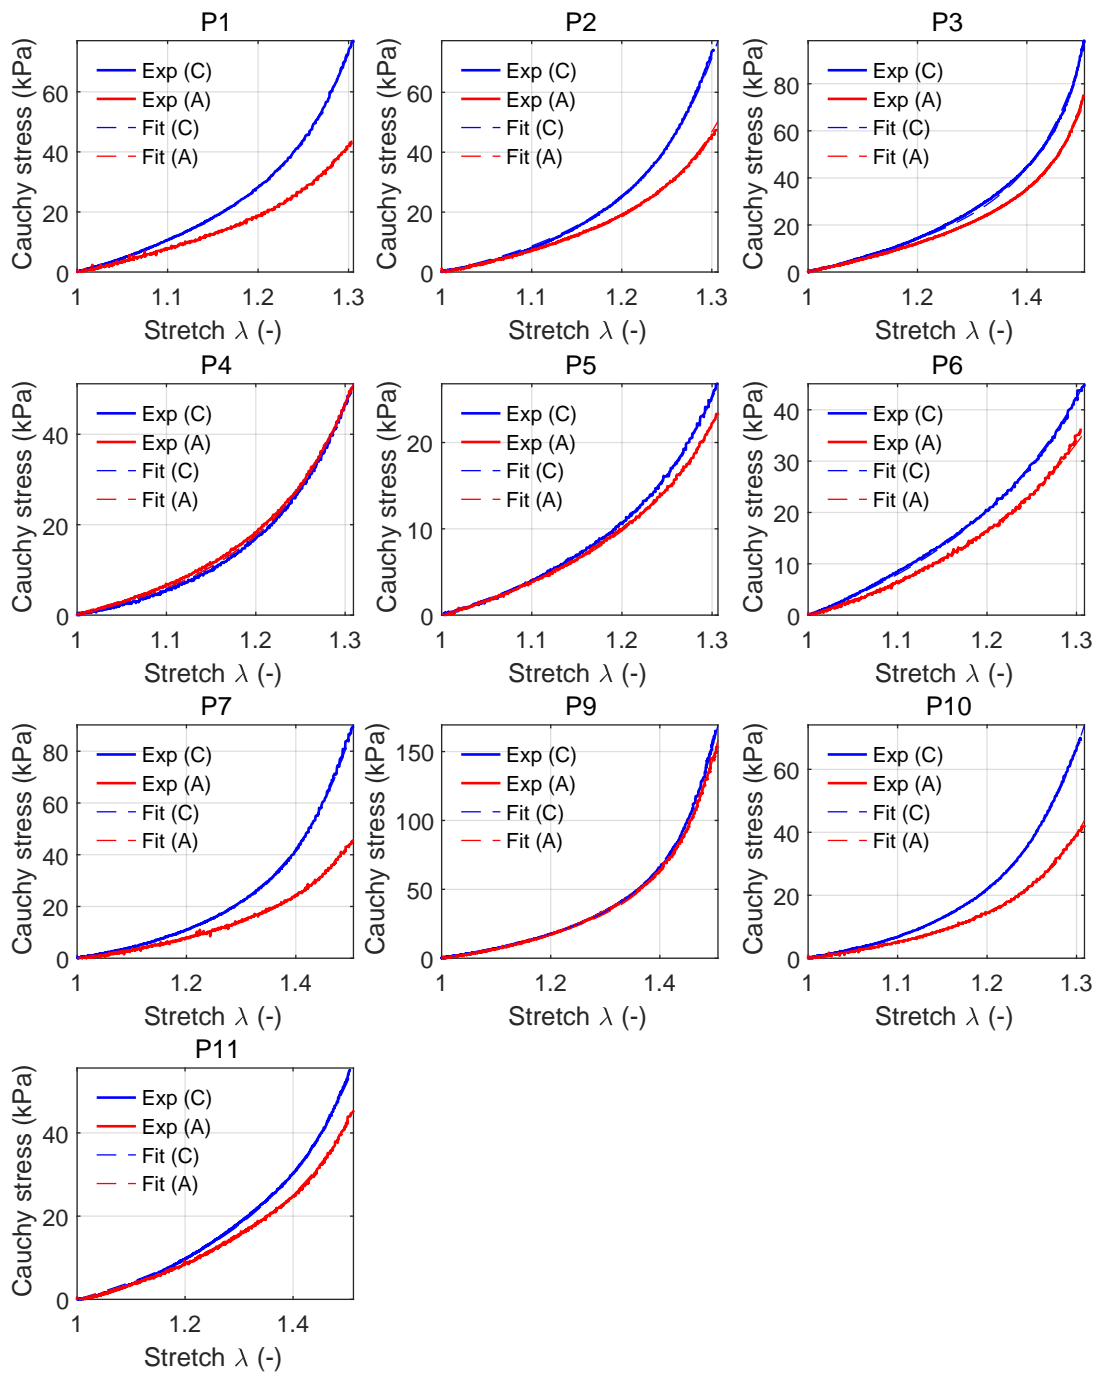 P1
Cauchy stress (kPa)
60
40
20
0
Exp (C)
Exp (A)
Fit (C)
Fit (A)
1 1.1 1.2 1.3
Stretch λ (-)
P2
Cauchy stress (kPa)
60
40
20
0
Exp (C)
Exp (A)
Fit (C)
Fit (A)
1 1.1 1.2 1.3
Stretch λ (-)
P3
Cauchy stress (kPa)
80
60
40
20
0
Exp (C)
Exp (A)
Fit (C)
Fit (A)
1 1.2 1.4
Stretch λ (-)
P4
Cauchy stress (kPa)
40
20
0
Exp (C)
Exp (A)
Fit (C)
Fit (A)
1 1.1 1.2 1.3
Stretch λ (-)
P5
Cauchy stress (kPa)
20
10
0
Exp (C)
Exp (A)
Fit (C)
Fit (A)
1 1.1 1.2 1.3
Stretch λ (-)
P6
Cauchy stress (kPa)
40
30
20
10
0
Exp (C)
Exp (A)
Fit (C)
Fit (A)
1 1.1 1.2 1.3
Stretch λ (-)
P7
Cauchy stress (kPa)
80
60
40
20
0
Exp (C)
Exp (A)
Fit (C)
Fit (A)
1 1.2 1.4
Stretch λ (-)
P9
Cauchy stress (kPa)
150
100
50
0
Exp (C)
Exp (A)
Fit (C)
Fit (A)
1 1.2 1.4
Stretch λ (-)
P10
Cauchy stress (kPa)
60
40
20
0
Exp (C)
Exp (A)
Fit (C)
Fit (A)
1 1.1 1.2 1.3
Stretch λ (-)
P11
Cauchy stress (kPa)
40
20
0
Exp (C)
Exp (A)
Fit (C)
Fit (A)
1 1.2 1.4
Stretch λ (-)